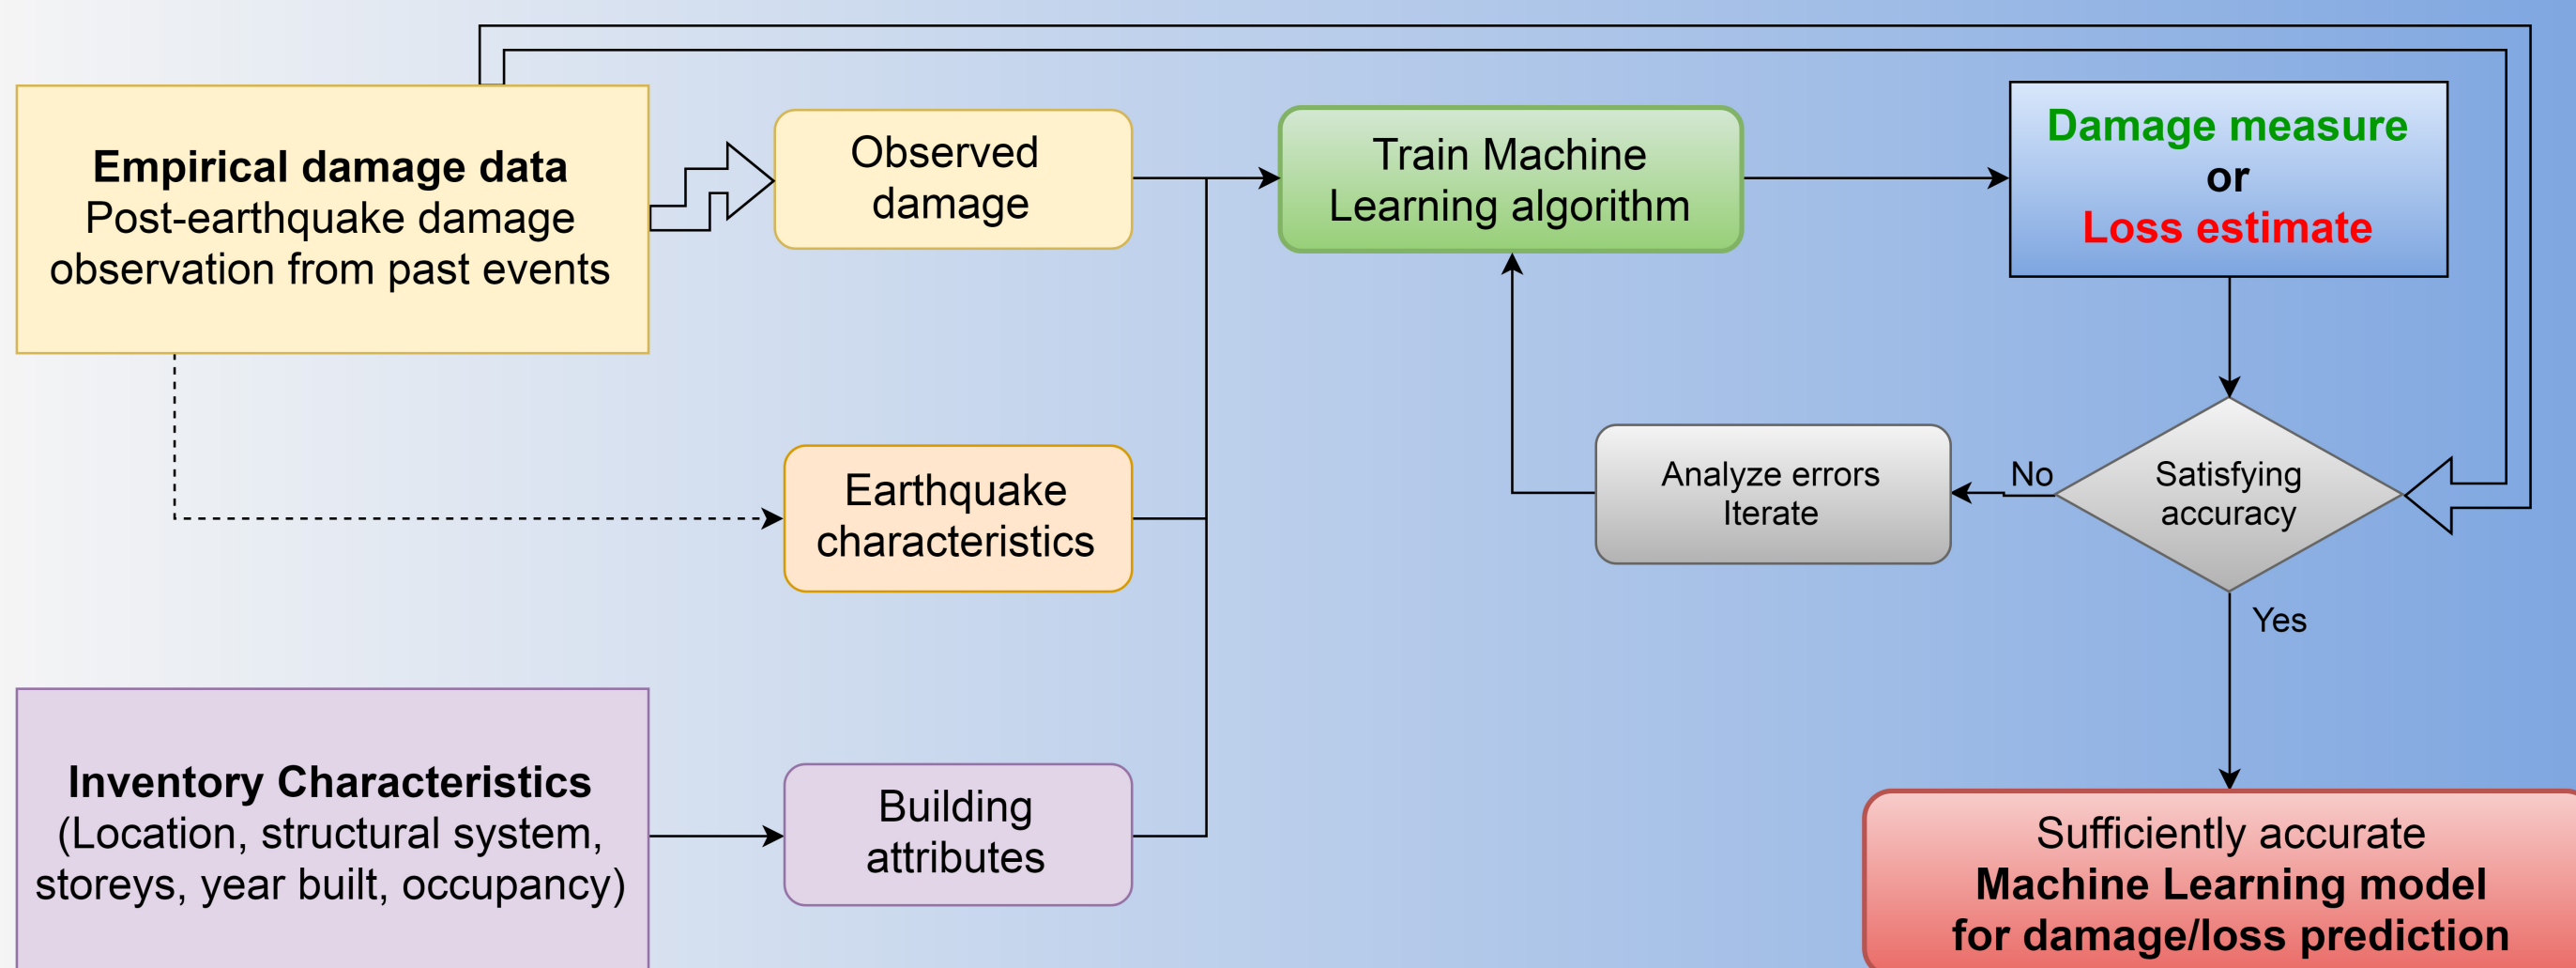 Empirical damage data
Post-earthquake damage
observation from past events
Observed
damage
Train Machine
Learning algorithm
Damage measure
or
Loss estimate
Earthquake
characteristics
Analyze errors
Iterate
No
Satisfying
accuracy
Yes
Inventory Characteristics
(Location, structural system,
storeys, year built, occupancy)
Building
attributes
Sufficiently accurate
Machine Learning model
for damage/loss prediction